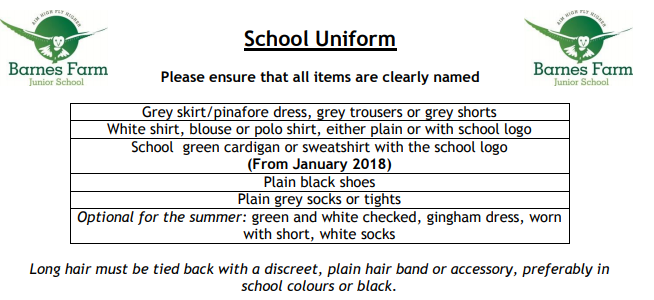 AIM HIGH FLY HIGHER
Barnes Farm
Junior School
School Uniform
Please ensure that all items are clearly named
AIM HIGH FLY HIGHER
Barnes Farm
Junior School
Grey skirt/pinafore dress, grey trousers or grey shorts
White shirt, blouse or polo shirt, either plain or with school logo
School green cardigan or sweatshirt with the school logo
(From January 2018)
Plain black shoes
Plain grey socks or tights
Optional for the summer: green and white checked, gingham dress, worn
with short, white socks
Long hair must be tied back with a discreet, plain hair band or accessory, preferably in
school colours or black.